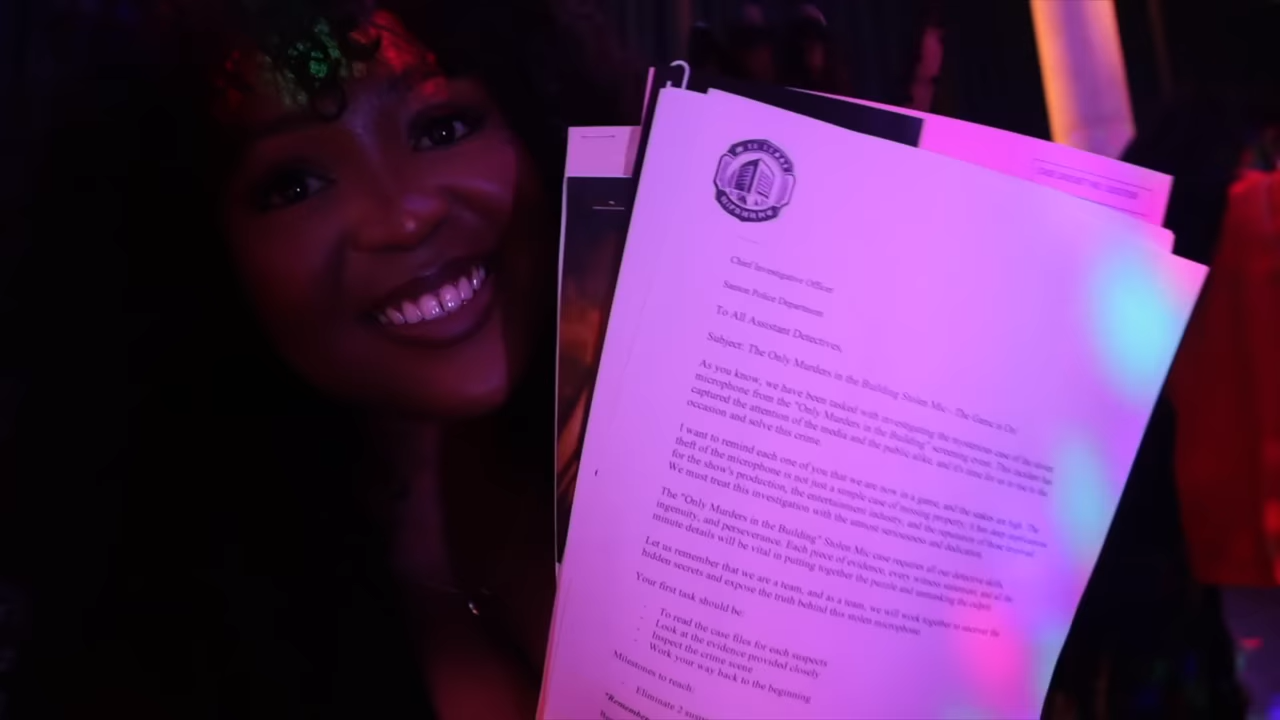 Chief Investigative Officer
Santon Police Department
To All Assistant Detectives,
Subject: The Only Murders in the Building Stolen Mic - The Game is On
As you know, we have been tasked with investigating the mysterious case of the stolen
microphone from the "Only Murders in the Building" screening event. This incident has
captured the attention of the media and the public alike, and it's time for us to rise to the
occasion and solve this crime.
I want to remind each one of you that we are now in a game, and the stakes are high. The
theft of the microphone is not just a simple case of missing property; it has deep implications
for the show's production, the entertainment industry, and the reputation of those involved.
We must treat this investigation with the utmost seriousness and dedication.
The "Only Murders in the Building" Stolen Mic case requires all our detective skills,
ingenuity, and perseverance. Each piece of evidence, every witness statement, and all the
minute details will be vital in putting together the puzzle and unmasking the culprit.
Let us remember that we are a team, and as a team, we will work together to uncover the
hidden secrets and expose the truth behind this stolen microphone.
Your first task should be:
- To read the case files for each suspects
- Look at the evidence provided closely
- Inspect the crime scene
- Work your way back to the beginning
Milestones to reach:
- Eliminate 2
*Remember